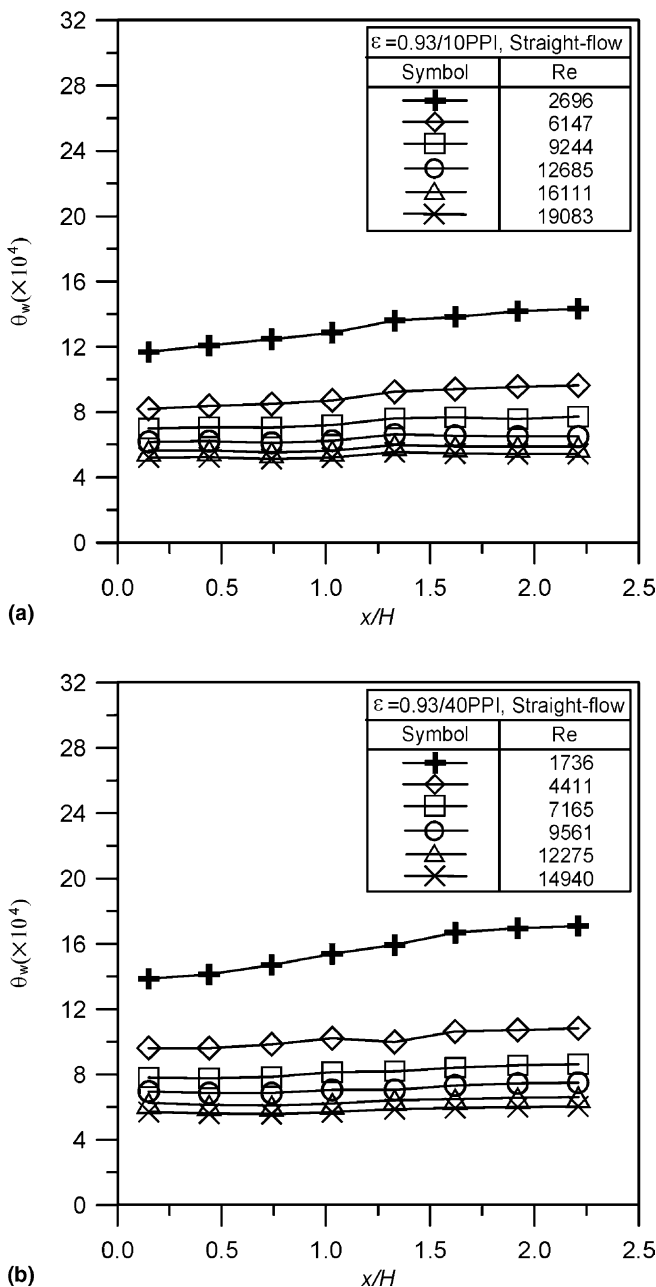 32
28
24
20
16
12
8
4
0
θw(×10⁴)
ε=0.93/10PPI, Straight-flow
Symbol Re
2696
6147
9244
12685
16111
19083
0.0 0.5 1.0 1.5 2.0 2.5
x/H
(a)
32
28
24
20
16
12
8
4
0
θw(×10⁴)
ε=0.93/40PPI, Straight-flow
Symbol Re
1736
4411
7165
9561
12275
14940
0.0 0.5 1.0 1.5 2.0 2.5
x/H
(b)